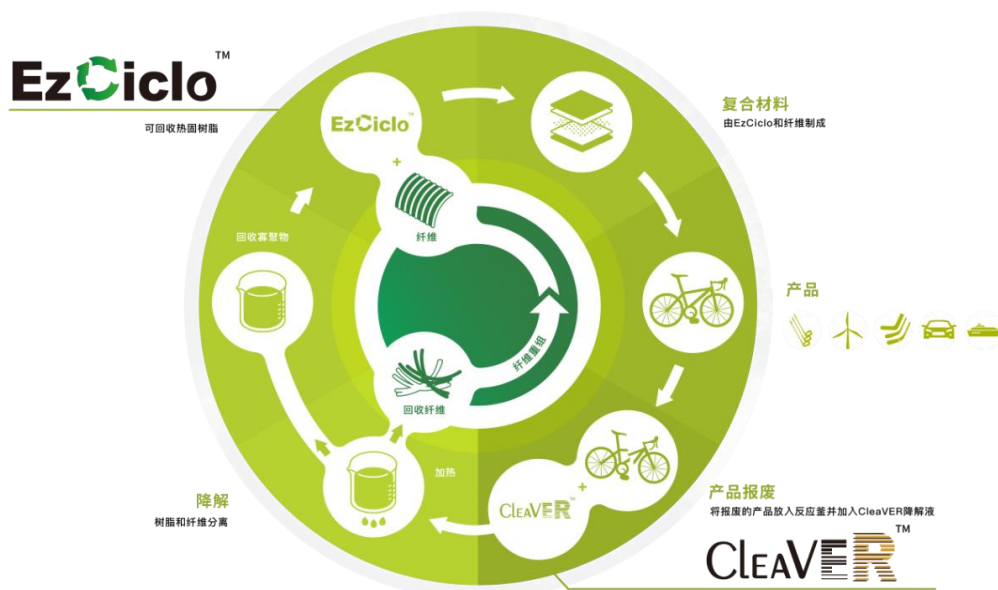 EzCiclo™
可回收热固树脂
EzCiclo™
+
纤维
复合材料
由EzCiclo和纤维制成
产品
产品报废
将报废的产品放入反应釜并加入CleaVER降解液
CLEAVER™
+
CLEAVER™
加热
降解
树脂和纤维分离
回收寡聚物
回收纤维
纤维重组